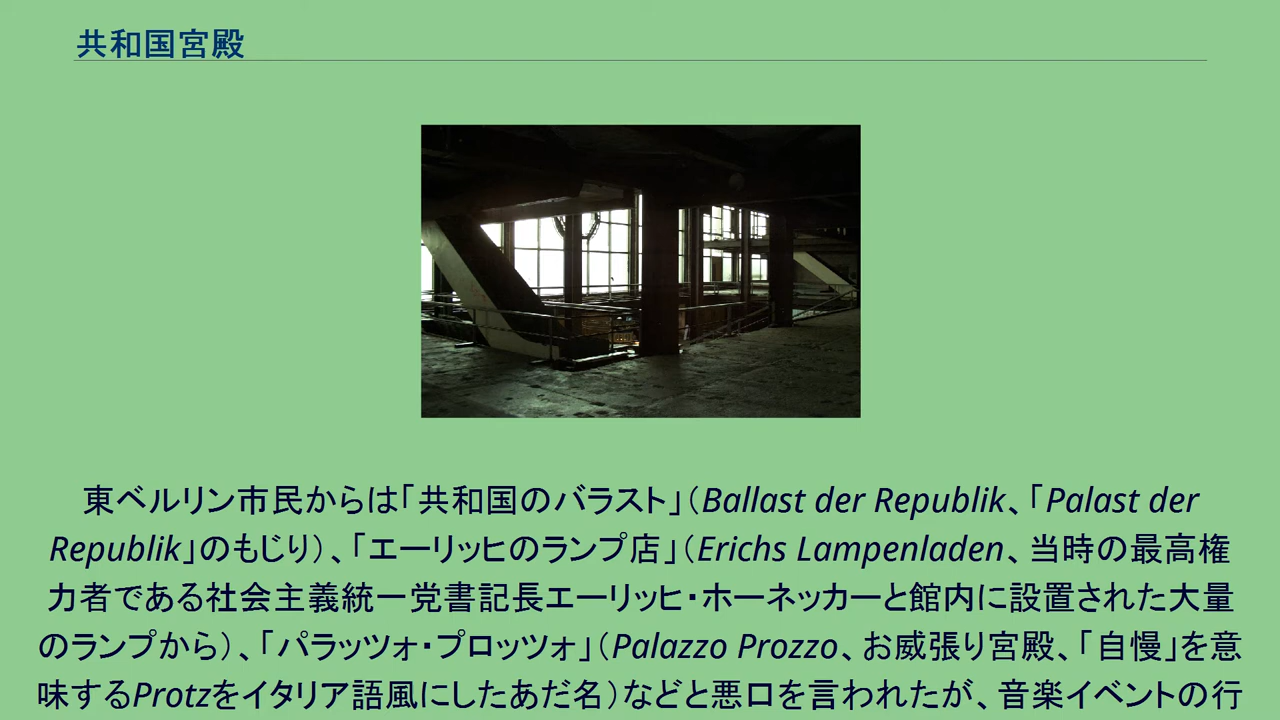 共和国宮殿
東ベルリン市民からは「共和国のバラスト」（Ballast der Republik、「Palast der
Republik」のもじり）、「エーリッヒのランプ店」（Erichs Lampenladen、当時の最高権
力者である社会主義統一党書記長エーリッヒ・ホーネッカーと館内に設置された大量
のランプから）、「パラッツォ・プロッツォ」（Palazzo Prozzo、お威張り宮殿、「自慢」を意
味するProtzをイタリア語風にしたあだ名）などと悪口を言われたが、音楽イベントの行